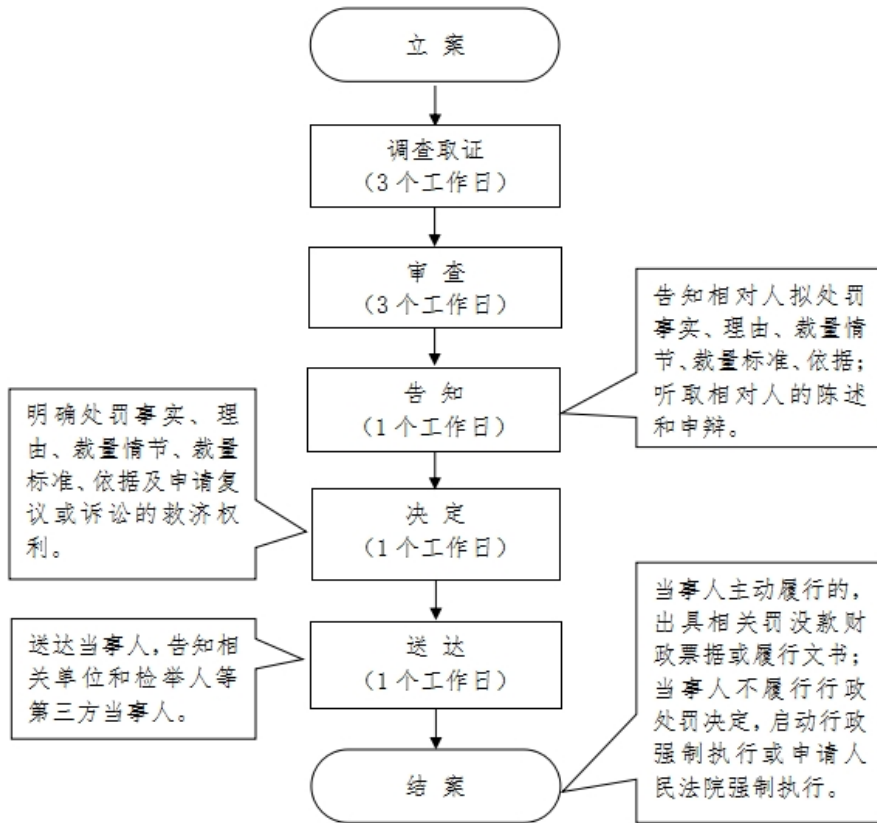 立 案
调查取证
（3 个工作日）
审 查
（3 个工作日）
告知相对人拟处罚
事实、理由、裁量情
节、裁量标准、依据；
听取相对人的陈述
和申辩。
告 知
（1 个工作日）
明确处罚事实、理
由、裁量情节、裁量
标准、依据及申请复
议或诉讼的救济权
利。
决 定
（1 个工作日）
送达当事人，告知相
关单位和检举人等
第三方当事人。
送 达
（1 个工作日）
当事人主动履行的，
出具相关罚没款财
政票据或履行文书；
当事人不履行行政
处罚决定，启动行政
强制执行或申请人
民法院强制执行。
结 案